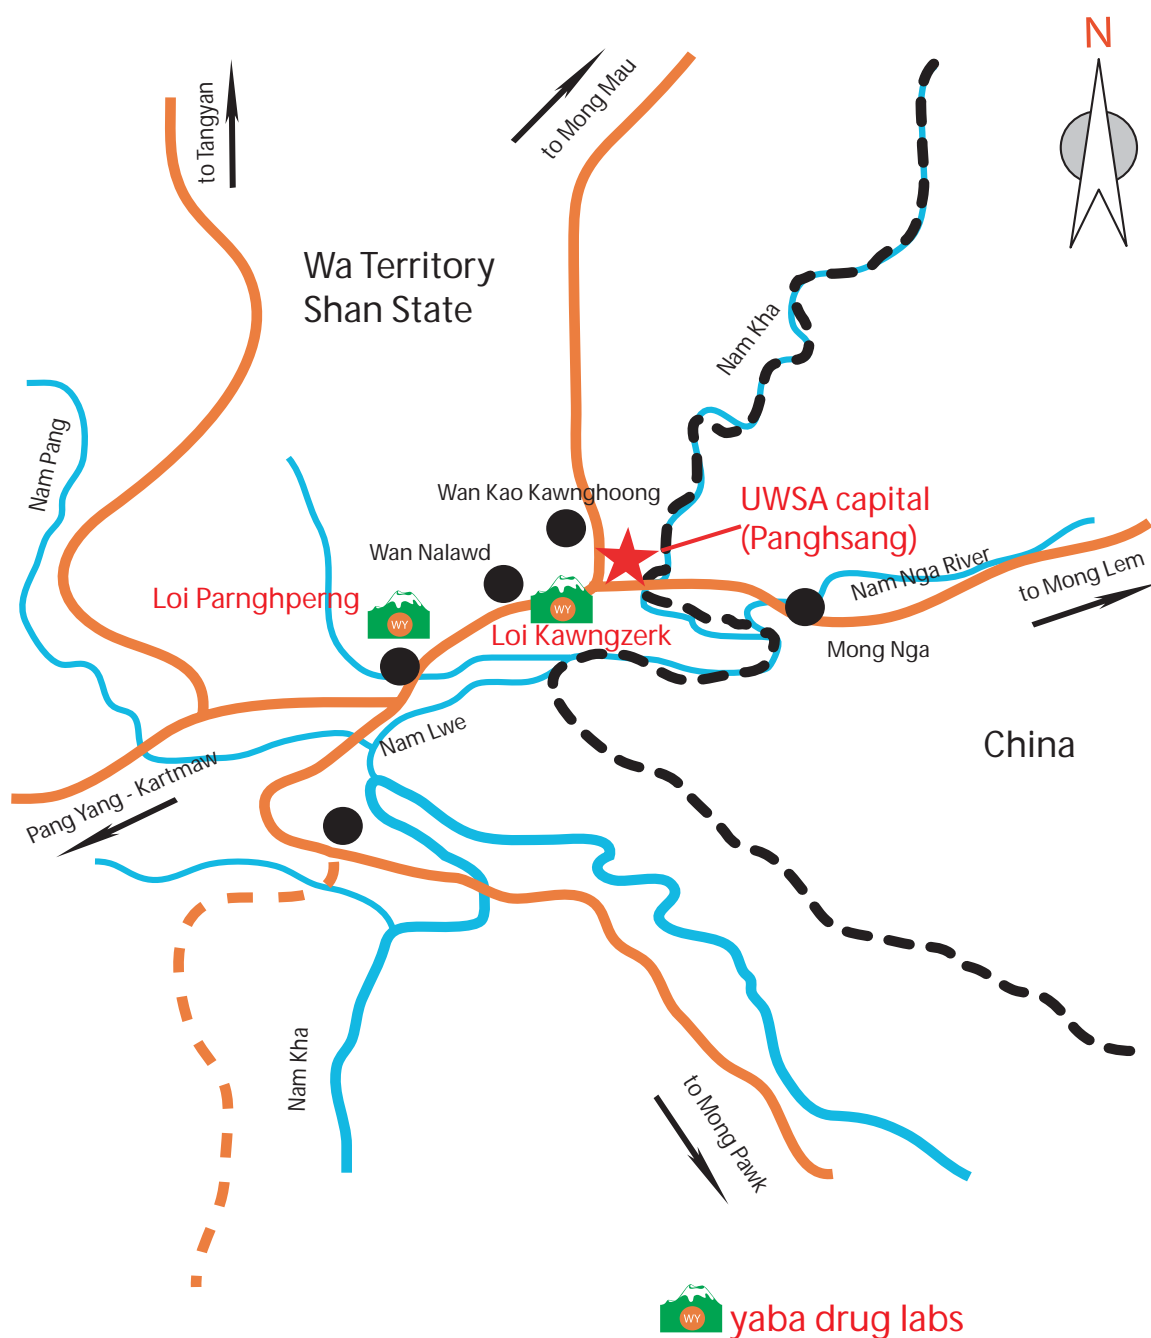 N
to Tangyan
to Mong Mau
Wa Territory
Shan State
Nam Kha
Nam Pang
Wan Kao Kawnghoong
UWSA capital
(Panghsang)
Wan Nalawd
Nam Nga River
to Mong Lem
Loi Parnghperng
WY
WY
Loi Kawngzerk
Mong Nga
Nam Lwe
China
Pang Yang - Kartmaw
Nam Kha
to Mong Pawk
WY
yaba drug labs